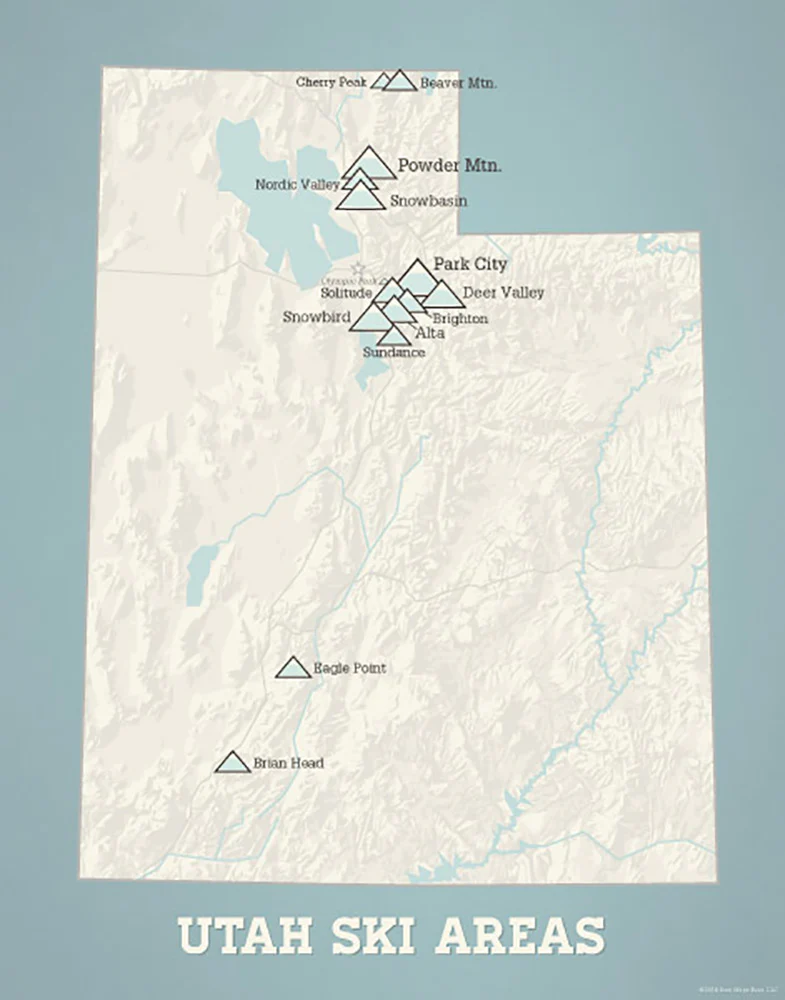 Cherry Peak
Beaver Mtn.
Powder Mtn.
Nordic Valley
Snowbasin
Park City
Olympic Park
Solitude
Deer Valley
Snowbird
Brighton
Alta
Sundance
Eagle Point
Brian Head
UTAH SKI AREAS